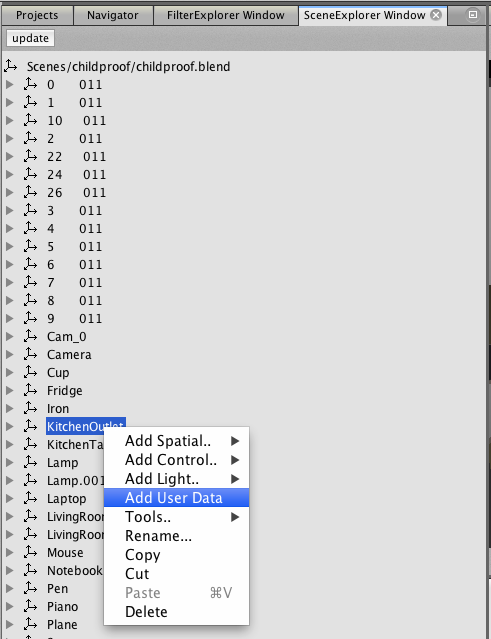 Projects Navigator FilterExplorer Window SceneExplorer Window
update
Scenes/childproof/childproof.blend
0 011
1 011
10 011
2 011
22 011
24 011
26 011
3 011
4 011
5 011
6 011
7 011
8 011
9 011
Cam_0
Camera
Cup
Fridge
Iron
KitchenOutlet
KitchenTa
Lamp
Lamp.001
Laptop
LivingRoo
LivingRoo
Mouse
Notebook
Pen
Piano
Plane
Add Spatial..
Add Control..
Add Light..
Add User Data
Tools..
Rename...
Copy
Cut
Paste ⌘V
Delete